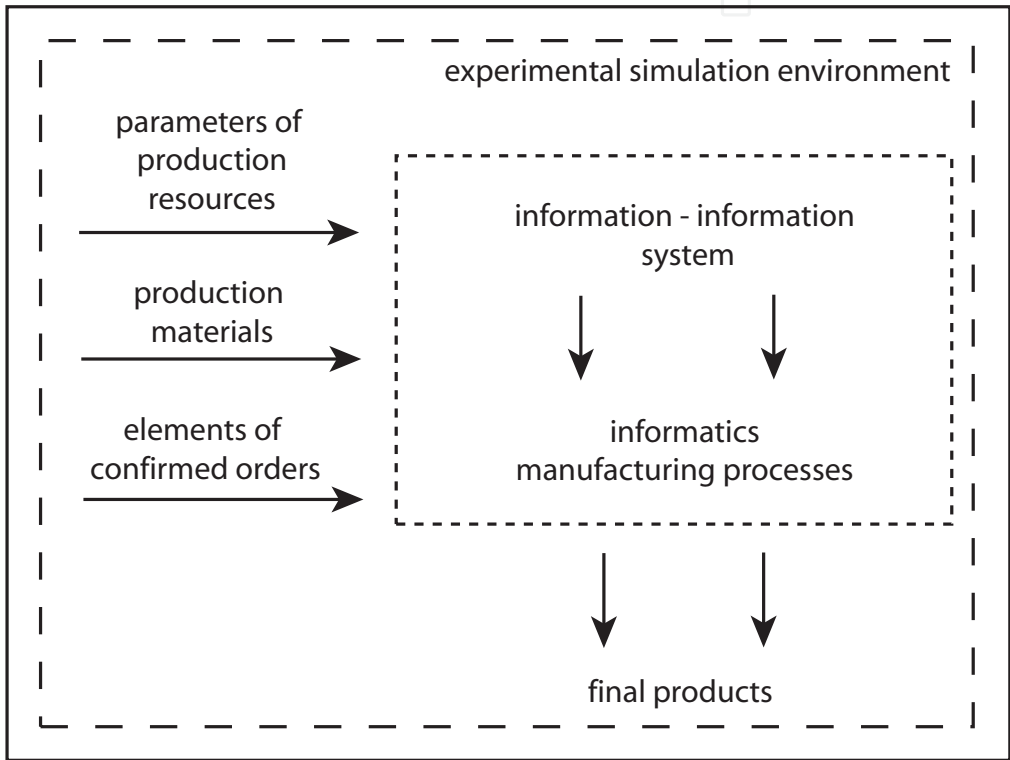 experimental simulation environment
parameters of
production
resources
information - information
system
production
materials
elements of
confirmed orders
informatics
manufacturing processes
final products